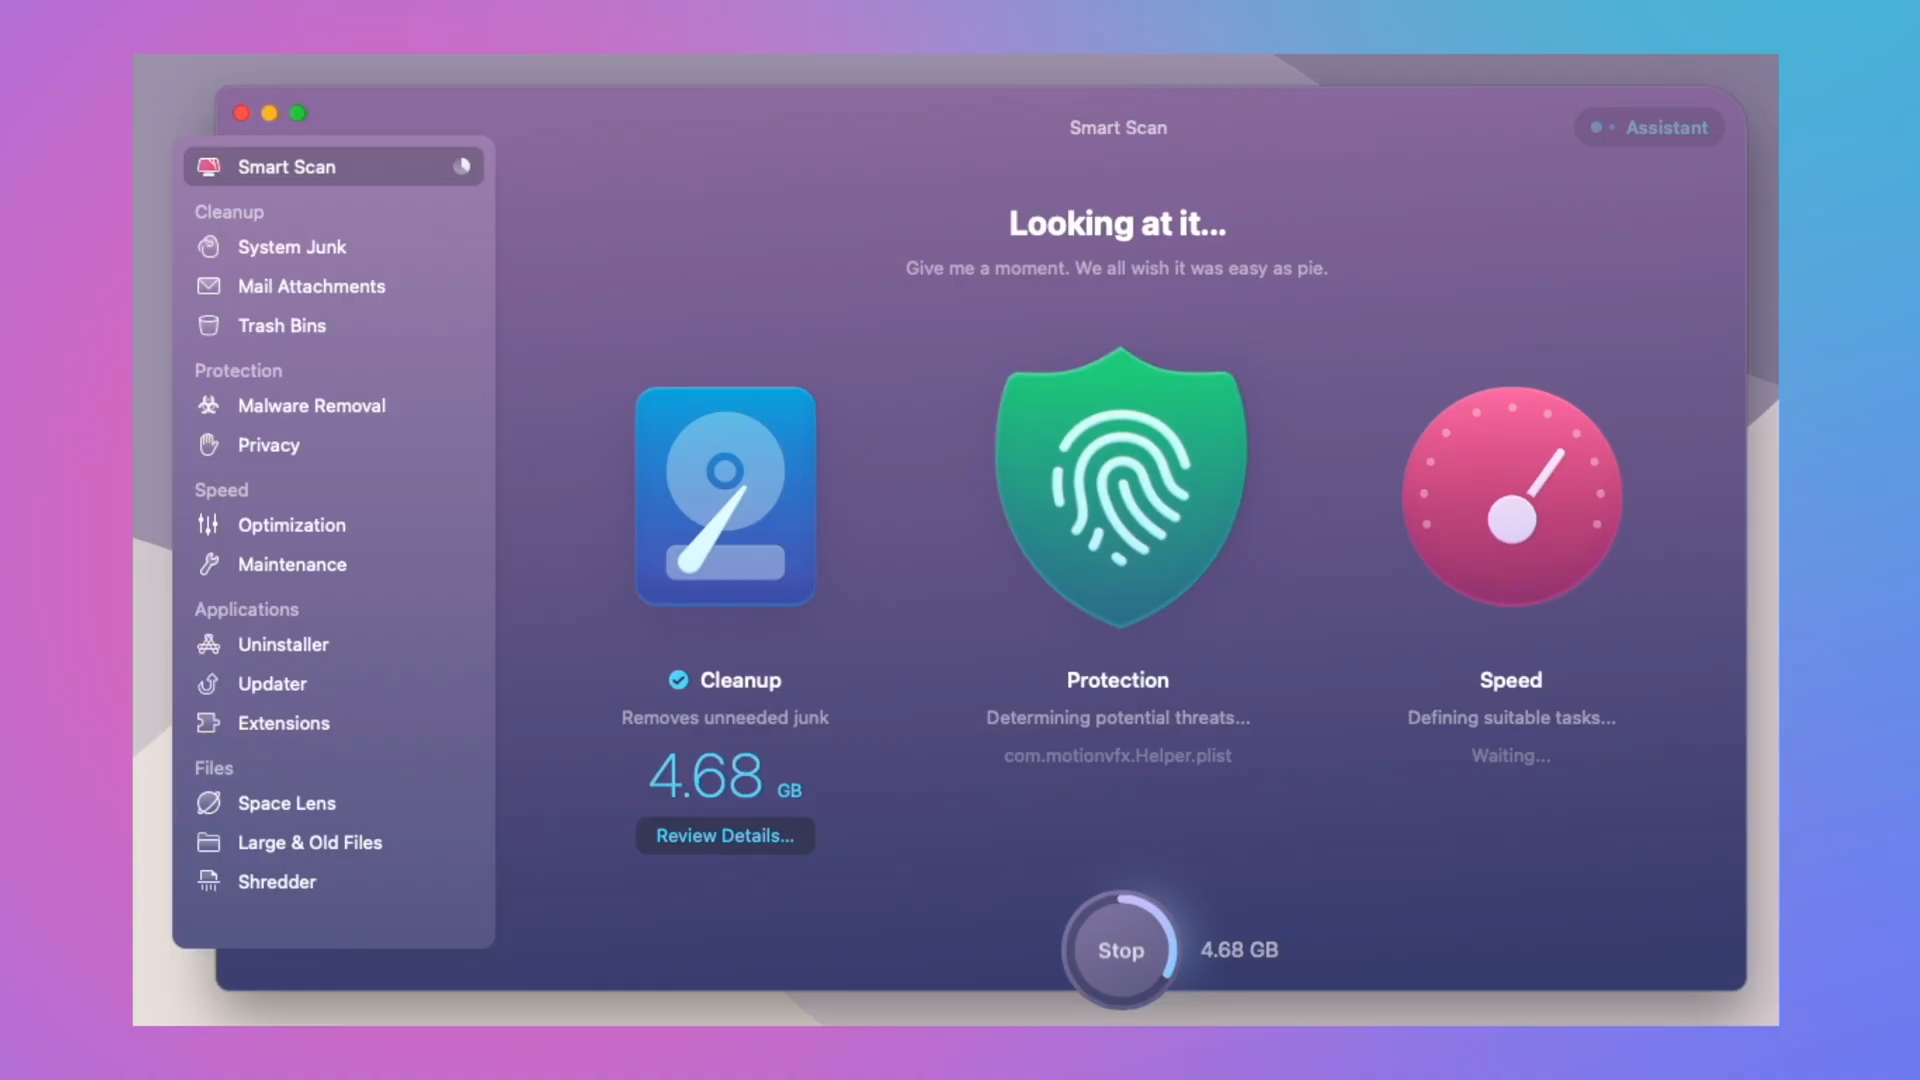 Smart Scan
Assistant
Smart Scan
Cleanup
System Junk
Mail Attachments
Trash Bins
Protection
Malware Removal
Privacy
Speed
Optimization
Maintenance
Applications
Uninstaller
Updater
Extensions
Files
Space Lens
Large & Old Files
Shredder
Looking at it...
Give me a moment. We all wish it was easy as pie.
Cleanup
Removes unneeded junk
4.68 GB
Review Details...
Protection
Determining potential threats...
com.motionvfx.Helper.plist
Speed
Defining suitable tasks...
Waiting...
Stop
4.68 GB